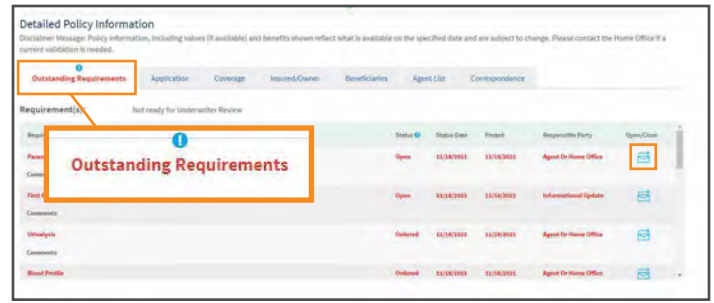 Detailed Policy Information
Disclaimer Message: Policy information, including values (if available) and benefits shown reflect what is available on the specified date and are subject to change. Please contact the Home Office if a
current validation is needed.
Outstanding Requirements Application Coverage Insured/Owner Beneficiaries Agent List Correspondence
Requirement(s): Not ready for Underwriter Review
Status Status Date Posted Responsible Party Open/Close
Outstanding Requirements
Open 11/18/2021 11/18/2021 Agent Or Home Office
First
Open 11/18/2021 11/18/2021 Informational Update
Comments
Urinalysis Ordered 11/18/2021 11/18/2021 Agent Or Home Office
Comments
Blood Profile Ordered 11/18/2021 11/18/2021 Agent Or Home Office